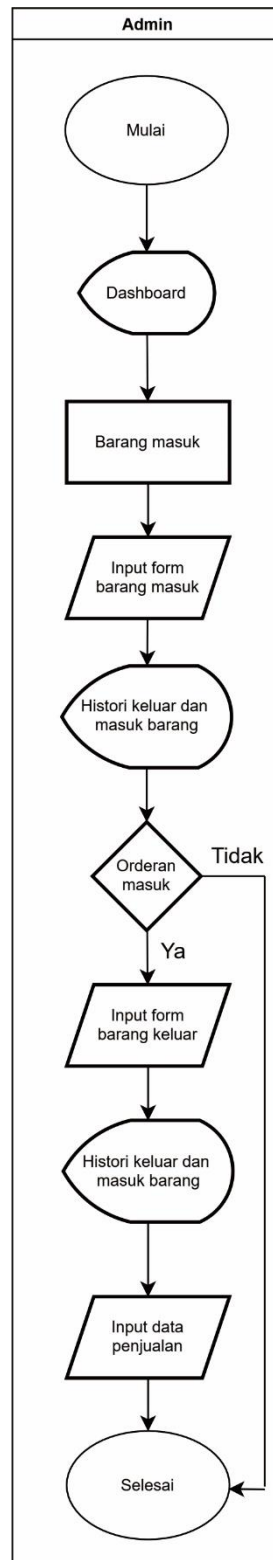 Admin
Mulai
Dashboard
Barang masuk
Input form
barang masuk
Histori keluar dan
masuk barang
Orderan
masuk
Tidak
Ya
Input form
barang keluar
Histori keluar dan
masuk barang
Input data
penjualan
Selesai